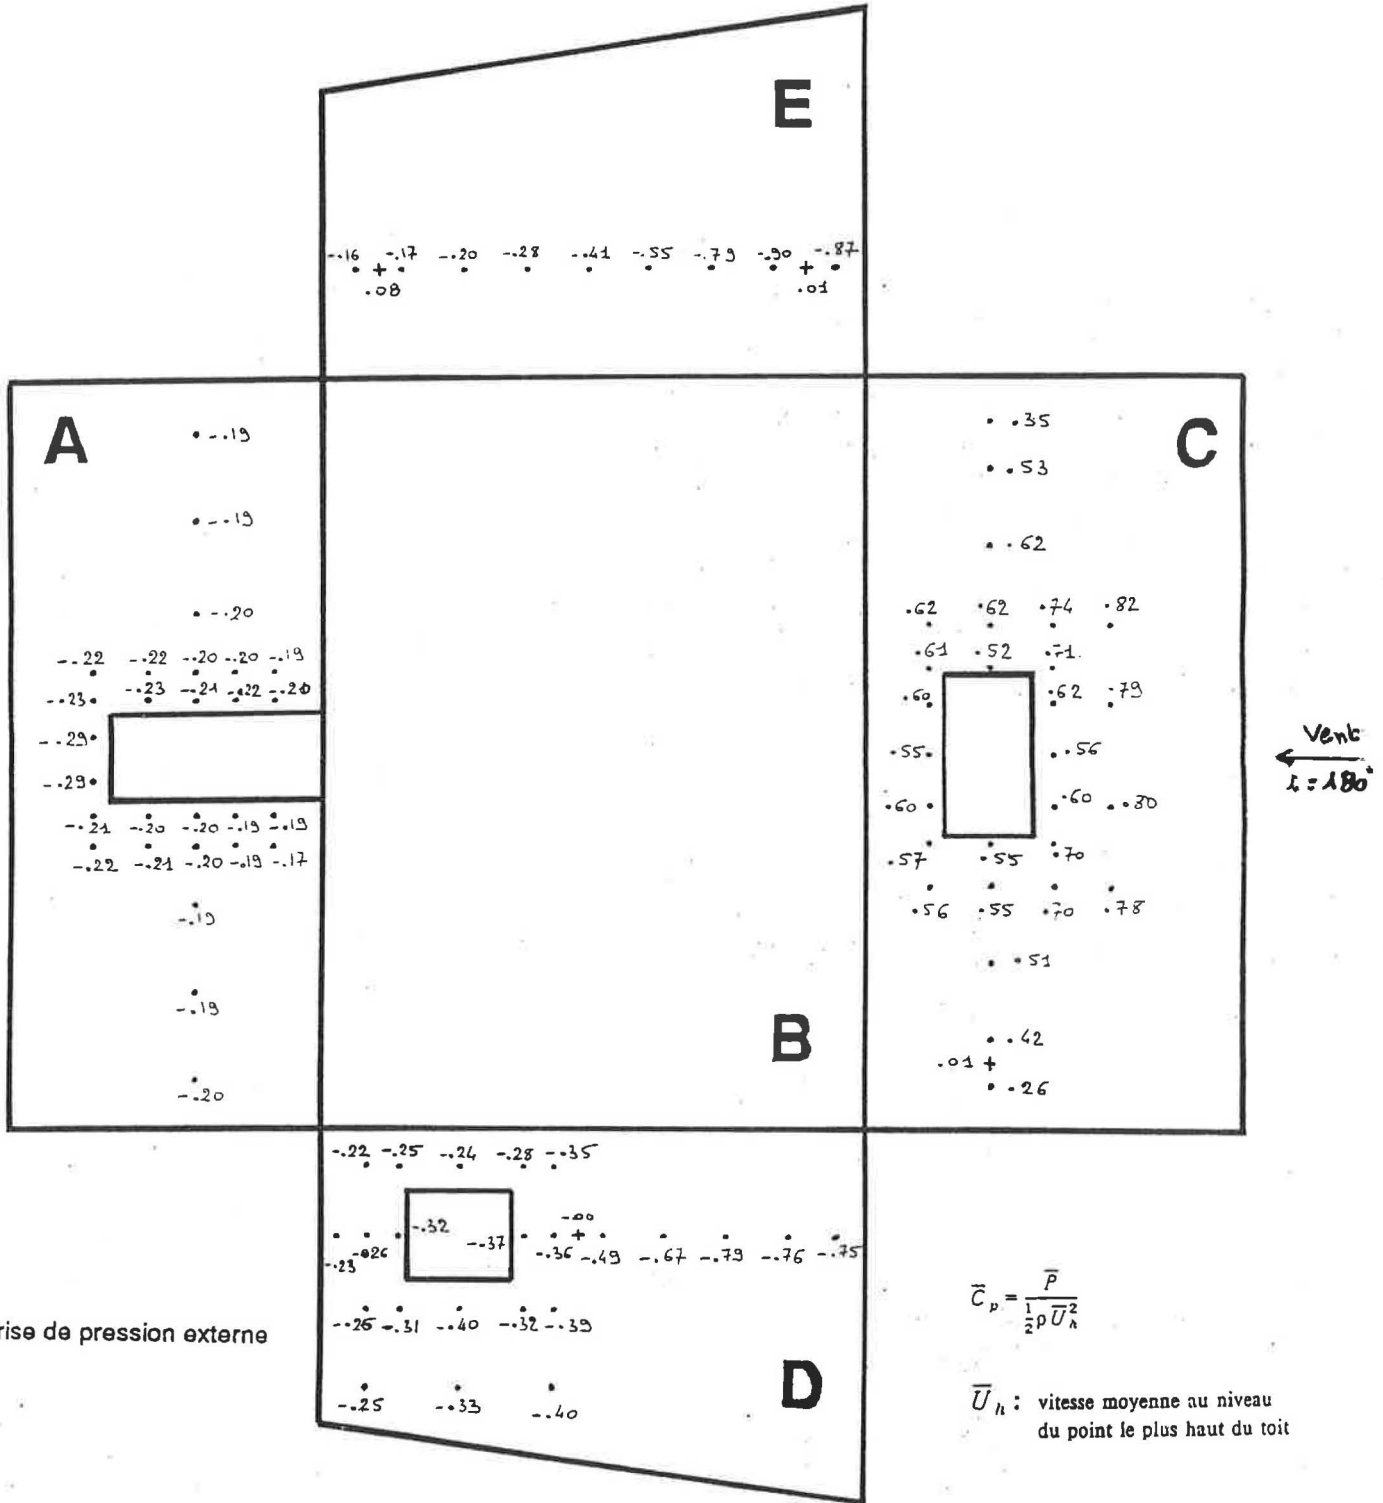 E
-.16 -.17 -.20 -.28 -.41 -.55 -.79 -.90 -.87
.08 .01
A
-.19
-.19
-.20
-.22 -.22 -.20 -.20 -.19
-.23 -.23 -.21 -.22 -.20
-.29
-.29
-.21 -.20 -.20 -.19 -.19
-.22 -.21 -.20 -.19 -.17
-.19
-.19
-.20
B
C
.35
.53
.62
.62 .62 .74 .82
.61 .52 .71
.60 .62 .79
.55 .56
.60 .60 .80
.57 .55 .70
.56 .55 .70 .78
.51
.42
.01
.26
Vent
i = 180°
-.22 -.25 -.24 -.28 -.35
-.00
-.32
-.23 -.26 -.37 -.36 -.49 -.67 -.79 -.76 -.75
-.25 -.31 -.40 -.32 -.39
-.25 -.33 -.40
D
rise de pression externe
C̅p = P̅ / ½ρU̅h²
U̅h : vitesse moyenne au niveau
du point le plus haut du toit